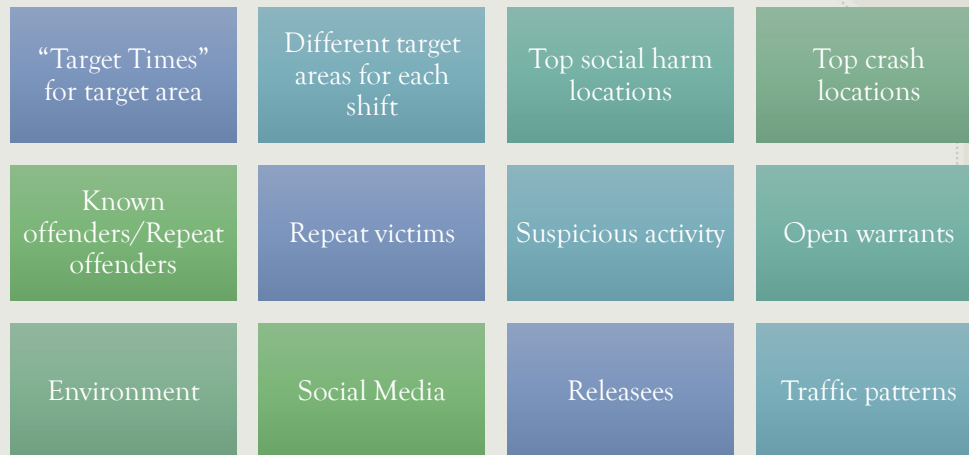 “Target Times”
for target area
Different target
areas for each
shift
Top social harm
locations
Top crash
locations
Known
offenders/Repeat
offenders
Repeat victims
Suspicious activity
Open warrants
Environment
Social Media
Releasees
Traffic patterns